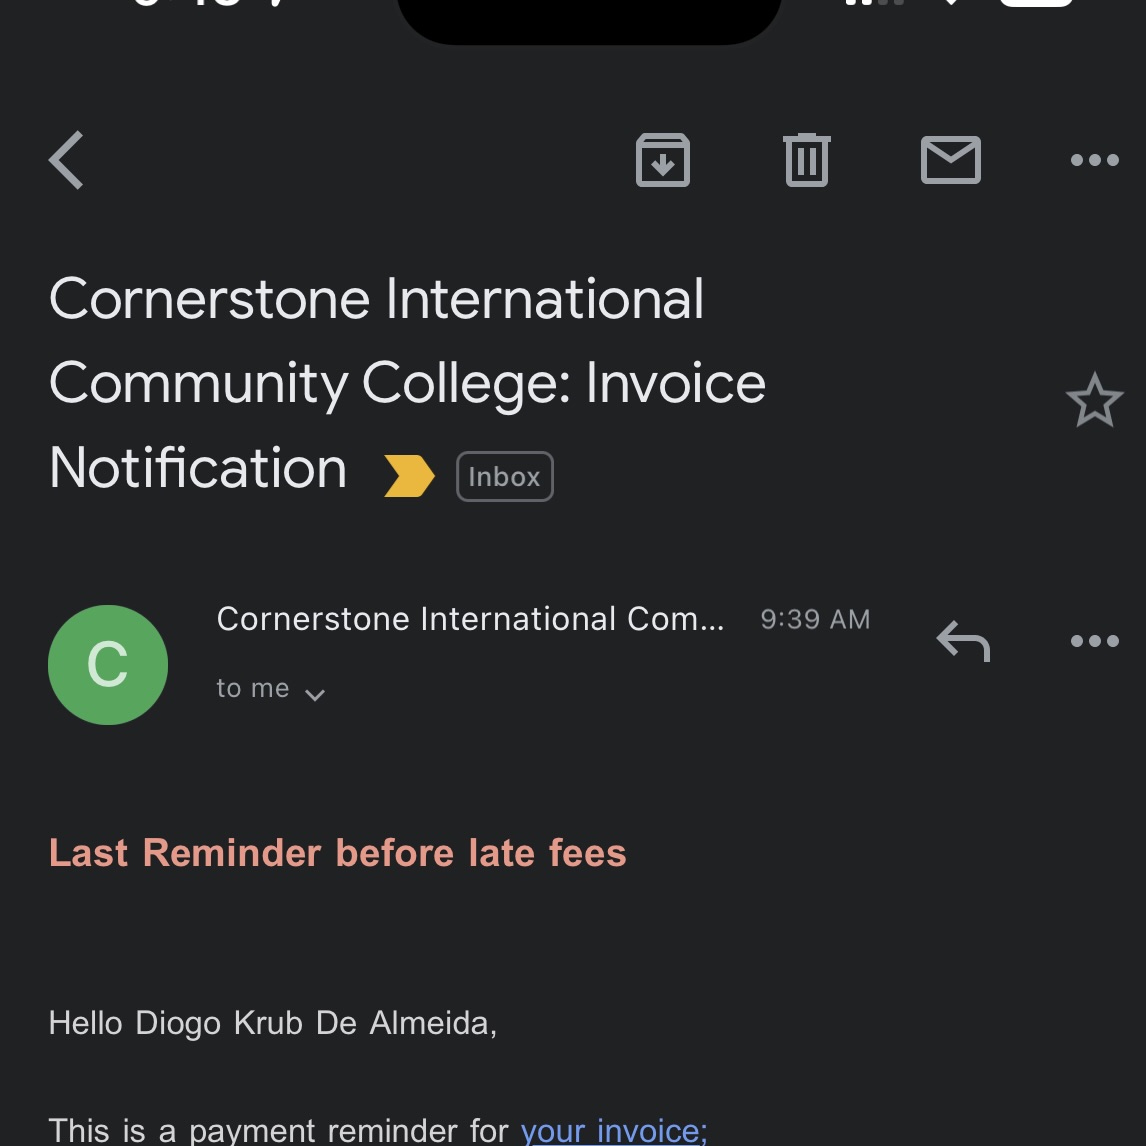 Cornerstone International
Community College: Invoice
Notification Inbox
C
Cornerstone International Com... 9:39 AM
to me
Last Reminder before late fees
Hello Diogo Krub De Almeida,
This is a payment reminder for your invoice;